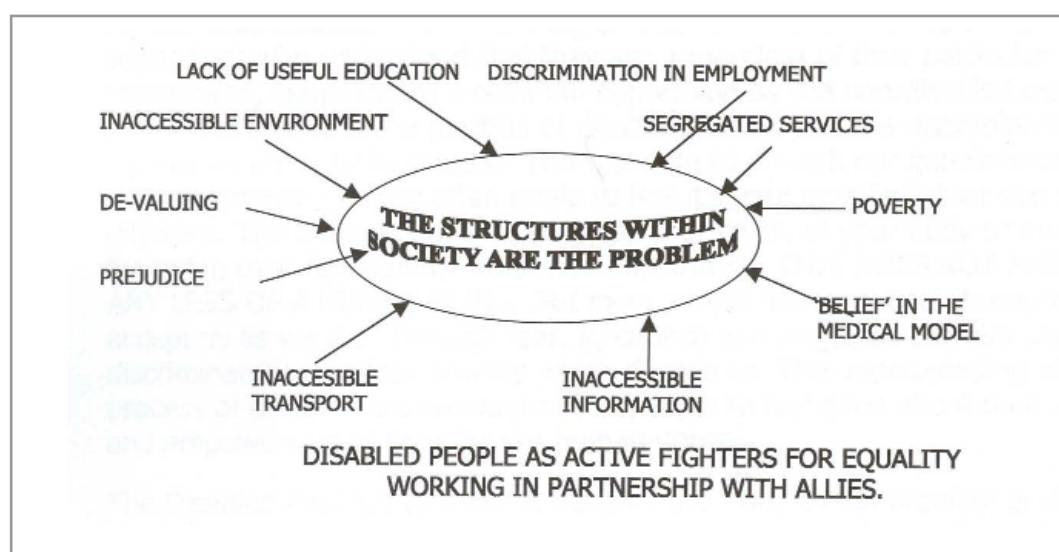 LACK OF USEFUL EDUCATION
DISCRIMINATION IN EMPLOYMENT
INACCESSIBLE ENVIRONMENT
SEGREGATED SERVICES
DE-VALUING
POVERTY
THE STRUCTURES WITHIN
SOCIETY ARE THE PROBLEM
PREJUDICE
BELIEF IN THE
MEDICAL MODEL
INACCESIBLE
TRANSPORT
INACCESSIBLE
INFORMATION
DISABLED PEOPLE AS ACTIVE FIGHTERS FOR EQUALITY
WORKING IN PARTNERSHIP WITH ALLIES.